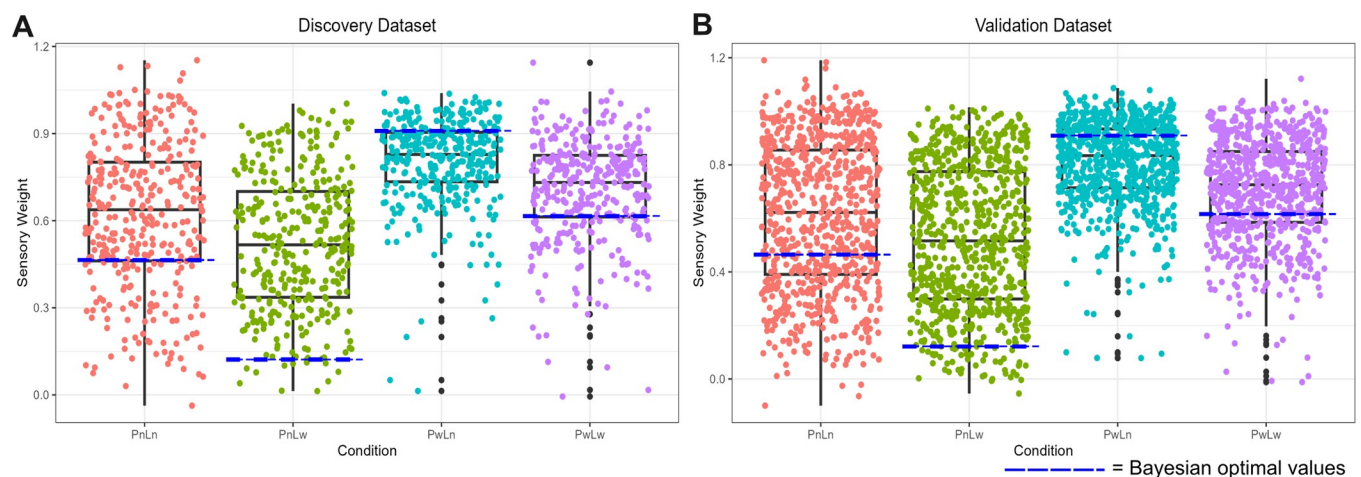 A
Discovery Dataset
1.2
0.9
0.6
0.3
0.0
Sensory Weight
PnLn PnLw PwLn PwLw
Condition
B
Validation Dataset
1.2
0.8
0.4
0.0
Sensory Weight
PnLn PnLw PwLn PwLw
Condition
= Bayesian optimal values